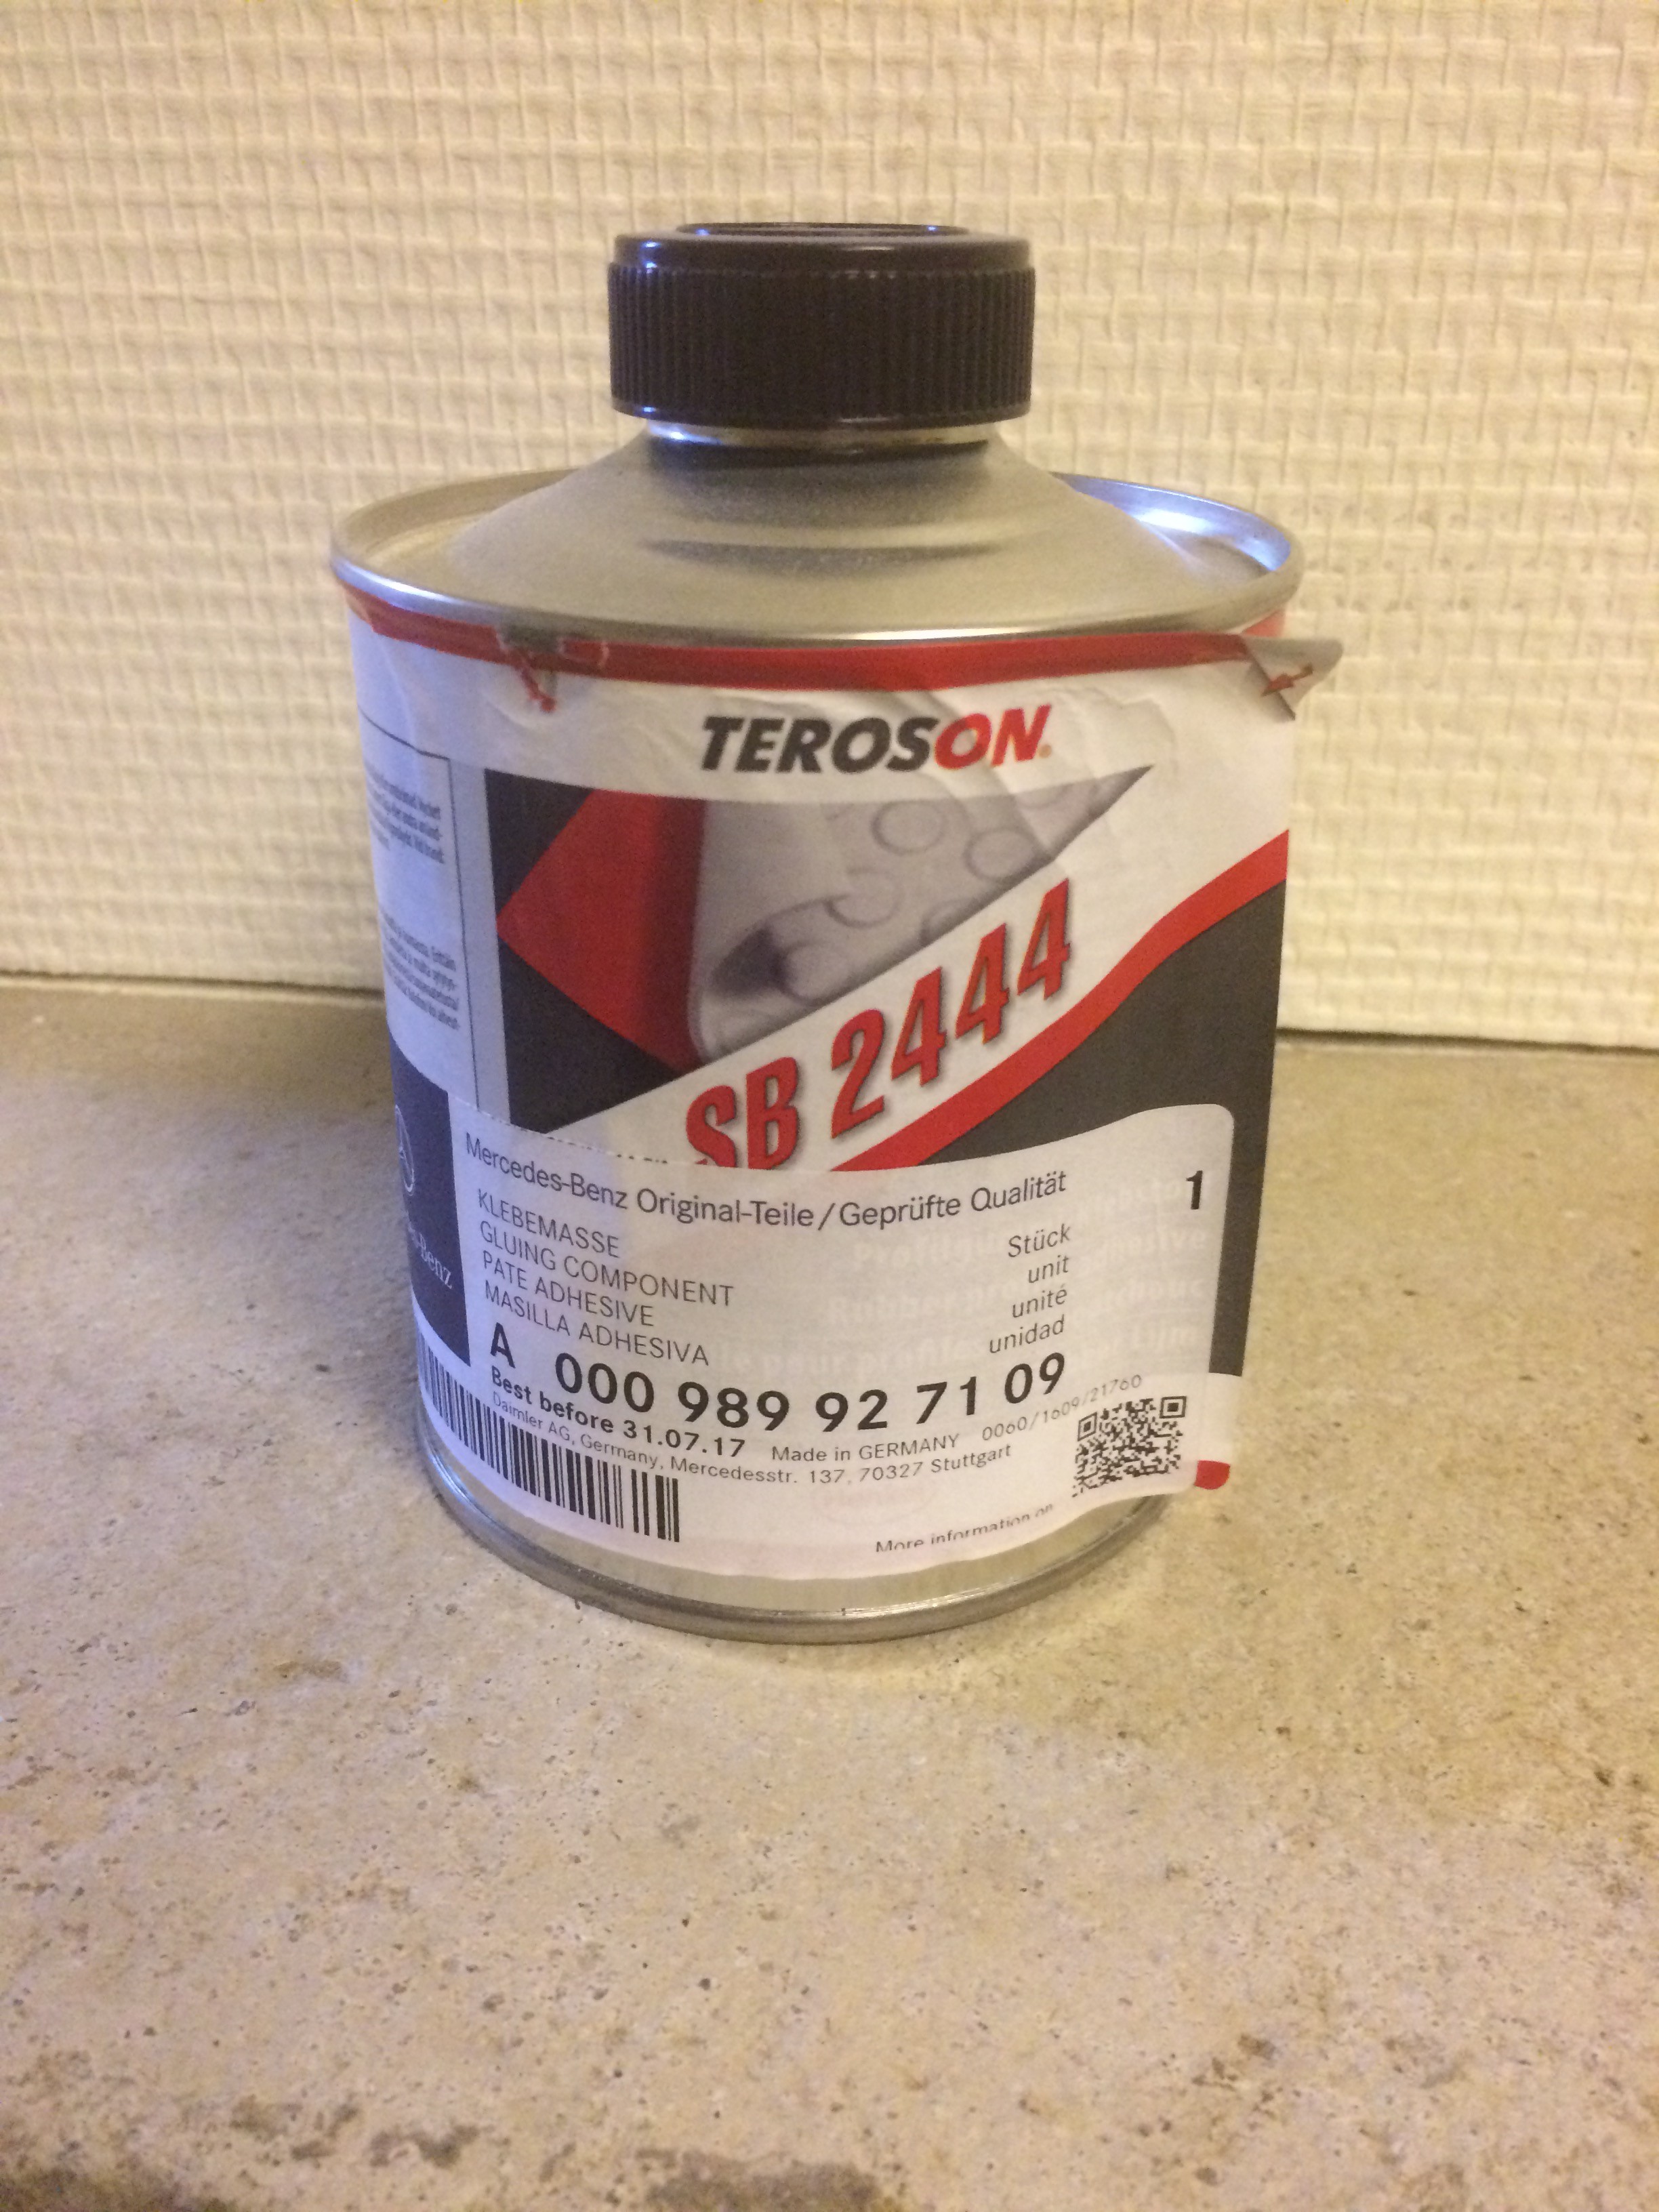 TEROSON
SB 2444
Mercedes-Benz Original-Teile / Geprüfte Qualität
1
KLEBEMASSE
Stück
GLUING COMPONENT
unit
PATE ADHESIVE
unité
MASILLA ADHESIVA
unidad
A 000 989 92 71 09
Best before 31.07.17 Made in GERMANY 0060/1609/21760
Daimler AG, Germany, Mercedesstr. 137, 70327 Stuttgart
More information on
Benz